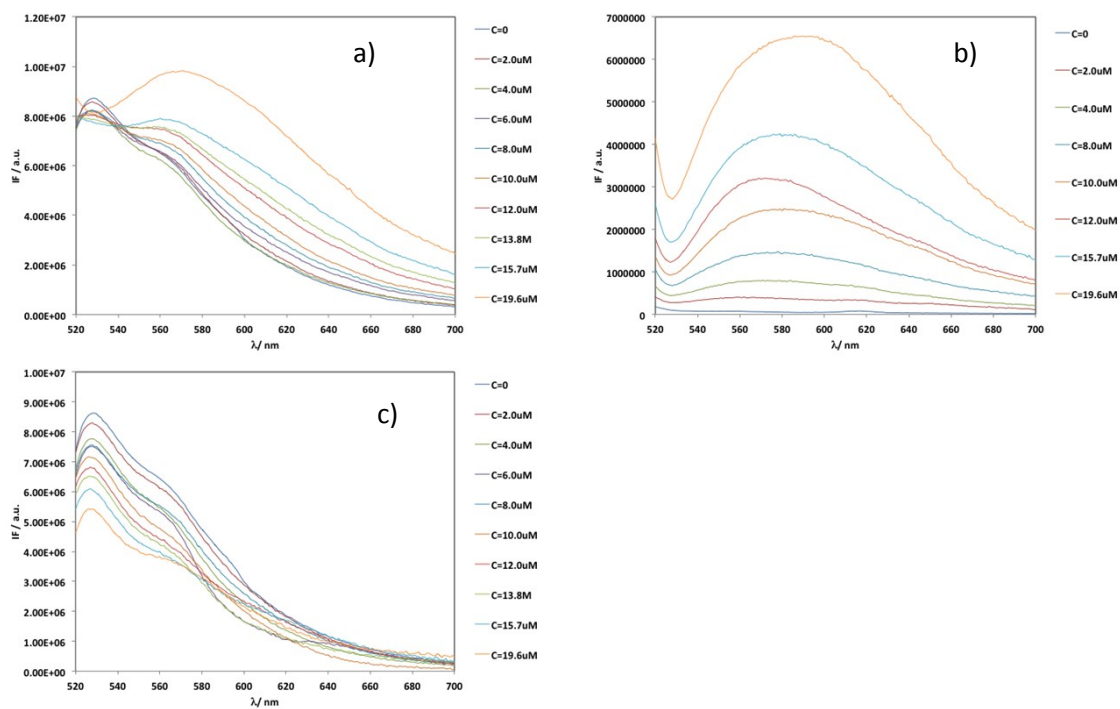 a)
1.20E+07
1.00E+07
8.00E+06
6.00E+06
4.00E+06
2.00E+06
0.00E+00
IF / a.u.
520 540 560 580 600 620 640 660 680 700
λ/ nm
C=0
C=2.0uM
C=4.0uM
C=6.0uM
C=8.0uM
C=10.0uM
C=12.0uM
C=13.8M
C=15.7uM
C=19.6uM
b)
7000000
6000000
5000000
4000000
3000000
2000000
1000000
0
IF / a.u.
520 540 560 580 600 620 640 660 680 700
λ/ nm
C=0
C=2.0uM
C=4.0uM
C=8.0uM
C=10.0uM
C=12.0uM
C=15.7uM
C=19.6uM
c)
1.00E+07
9.00E+06
8.00E+06
7.00E+06
6.00E+06
5.00E+06
4.00E+06
3.00E+06
2.00E+06
1.00E+06
0.00E+00
IF / a.u.
520 540 560 580 600 620 640 660 680 700
λ/ nm
C=0
C=2.0uM
C=4.0uM
C=6.0uM
C=8.0uM
C=10.0uM
C=12.0uM
C=13.8M
C=15.7uM
C=19.6uM